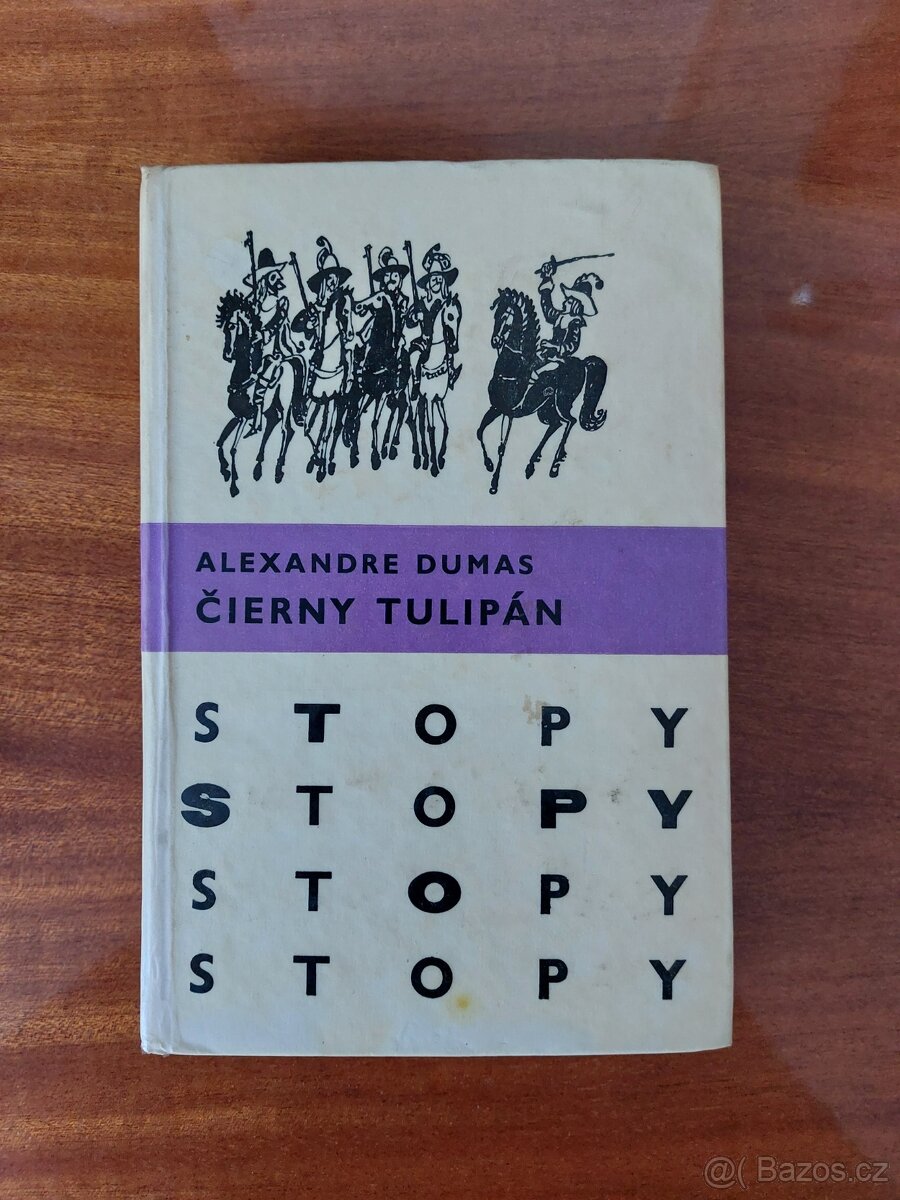 ALEXANDRE DUMAS
ČIERNY TULIPÁN
S T O P Y
S T O P Y
S T O P Y
S T O P Y
@( Bazos.cz